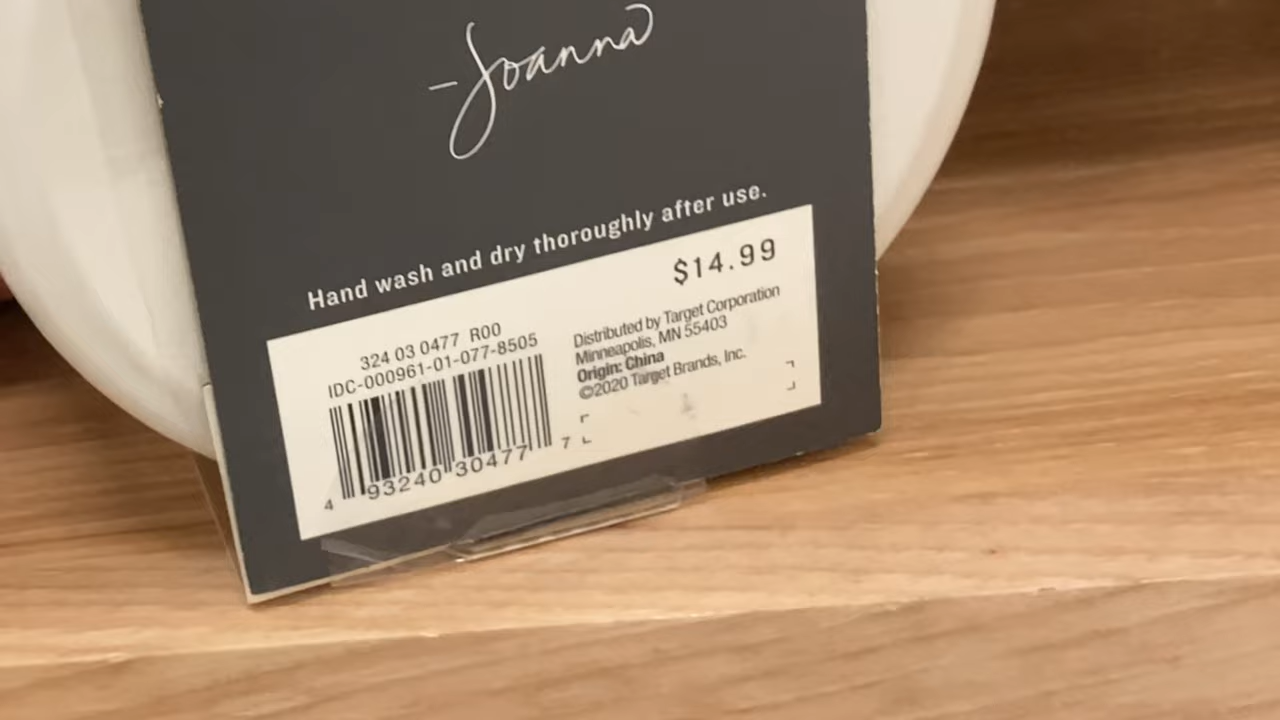 –Joanna
Hand wash and dry thoroughly after use.
$14.99
324 03 0477 R00
IDC-000961-01-077-8505
4 93240 30477 7
Distributed by Target Corporation
Minneapolis, MN 55403
Origin: China
©2020 Target Brands, Inc.